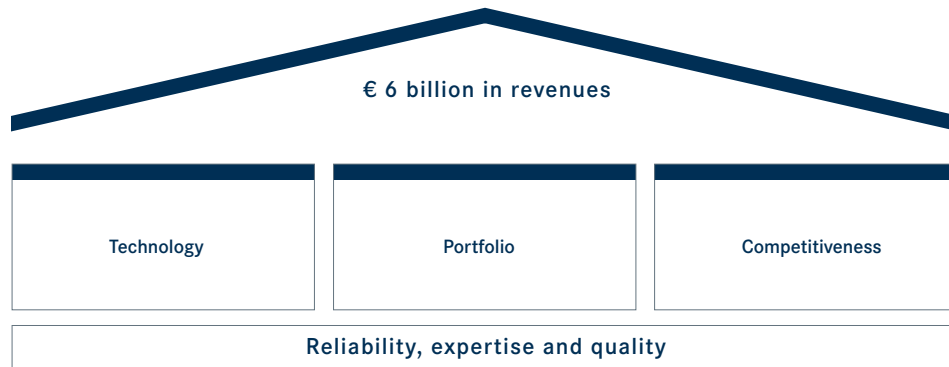 € 6 billion in revenues
Technology
Portfolio
Competitiveness
Reliability, expertise and quality